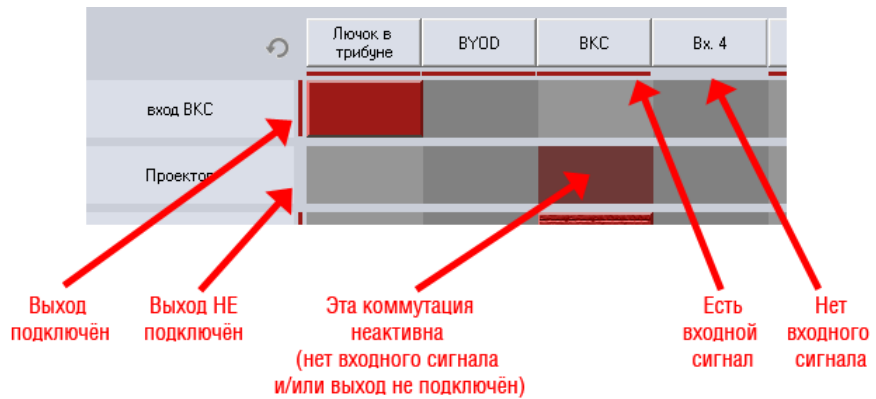 Лючок в
трибуне
BYOD
ВКС
Вх. 4
вход ВКС
Проектор
Выход
подключён
Выход НЕ
подключён
Эта коммутация
неактивна
(нет входного сигнала
и/или выход не подключён)
Есть
входной
сигнал
Нет
входного
сигнала